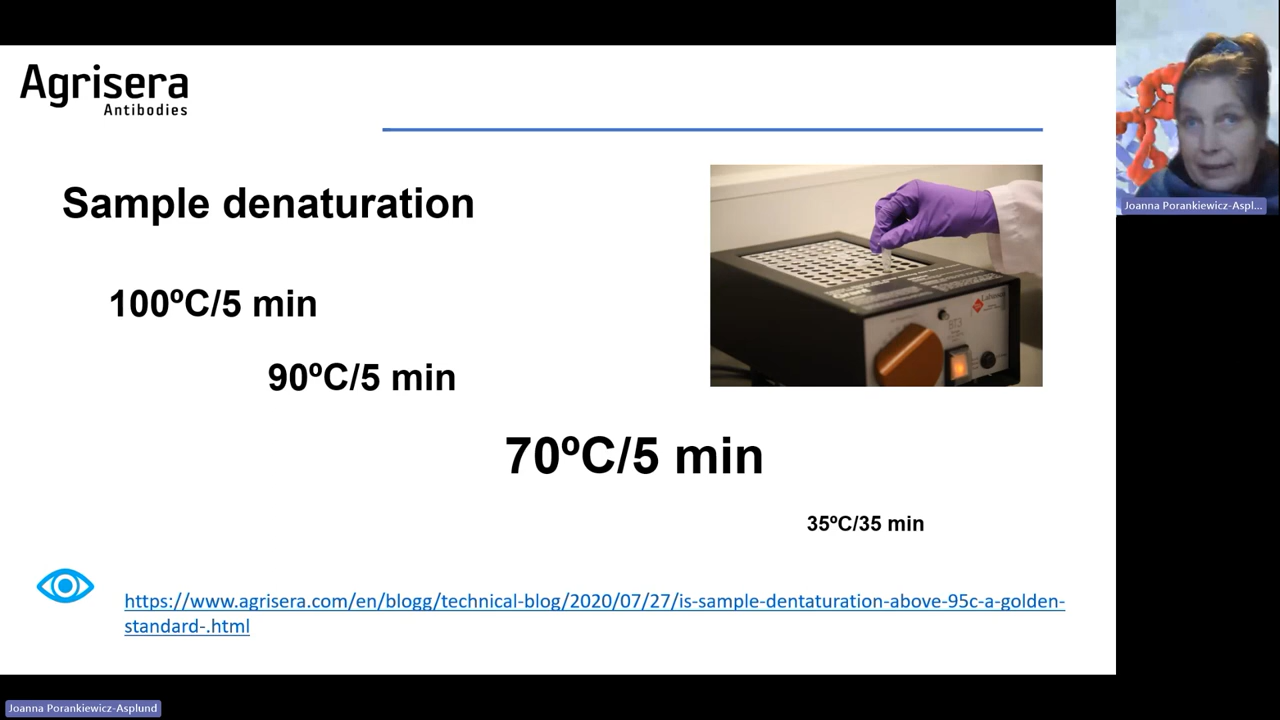 Agrisera
Antibodies
Sample denaturation
100ºC/5 min
90ºC/5 min
70ºC/5 min
35ºC/35 min
https://www.agrisera.com/en/blogg/technical-blog/2020/07/27/is-sample-dentaturation-above-95c-a-golden-
standard-.html
Joanna Porankiewicz-Aspl...
Joanna Porankiewicz-Asplund